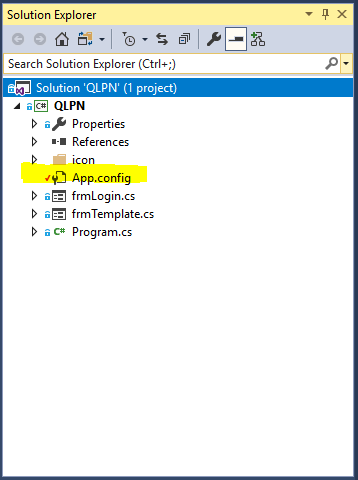 Solution Explorer
Search Solution Explorer (Ctrl+;)
Solution 'QLPN' (1 project)
C# QLPN
Properties
References
icon
App.config
frmLogin.cs
frmTemplate.cs
C# Program.cs